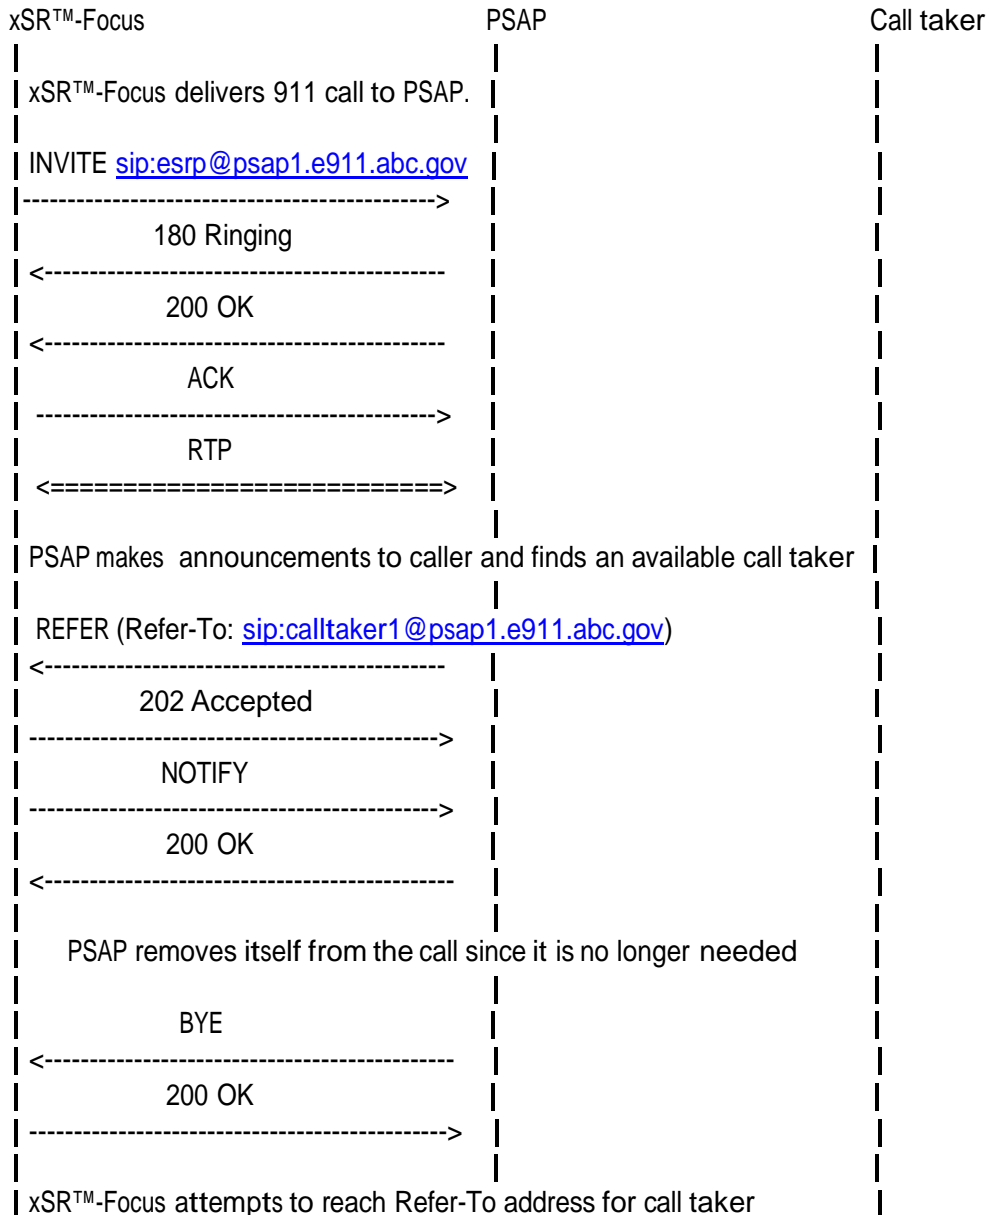 xSR™-Focus PSAP Call taker
xSR™-Focus delivers 911 call to PSAP.
INVITE sip:esrp@psap1.e911.abc.gov
---------------------------------------------->
180 Ringing
<---------------------------------------------
200 OK
<---------------------------------------------
ACK
--------------------------------------------->
RTP
<===========================>
PSAP makes announcements to caller and finds an available call taker
REFER (Refer-To: sip:calltaker1@psap1.e911.abc.gov)
<---------------------------------------------
202 Accepted
---------------------------------------------->
NOTIFY
---------------------------------------------->
200 OK
<----------------------------------------------
PSAP removes itself from the call since it is no longer needed
BYE
<----------------------------------------------
200 OK
----------------------------------------------->
xSR™-Focus attempts to reach Refer-To address for call taker